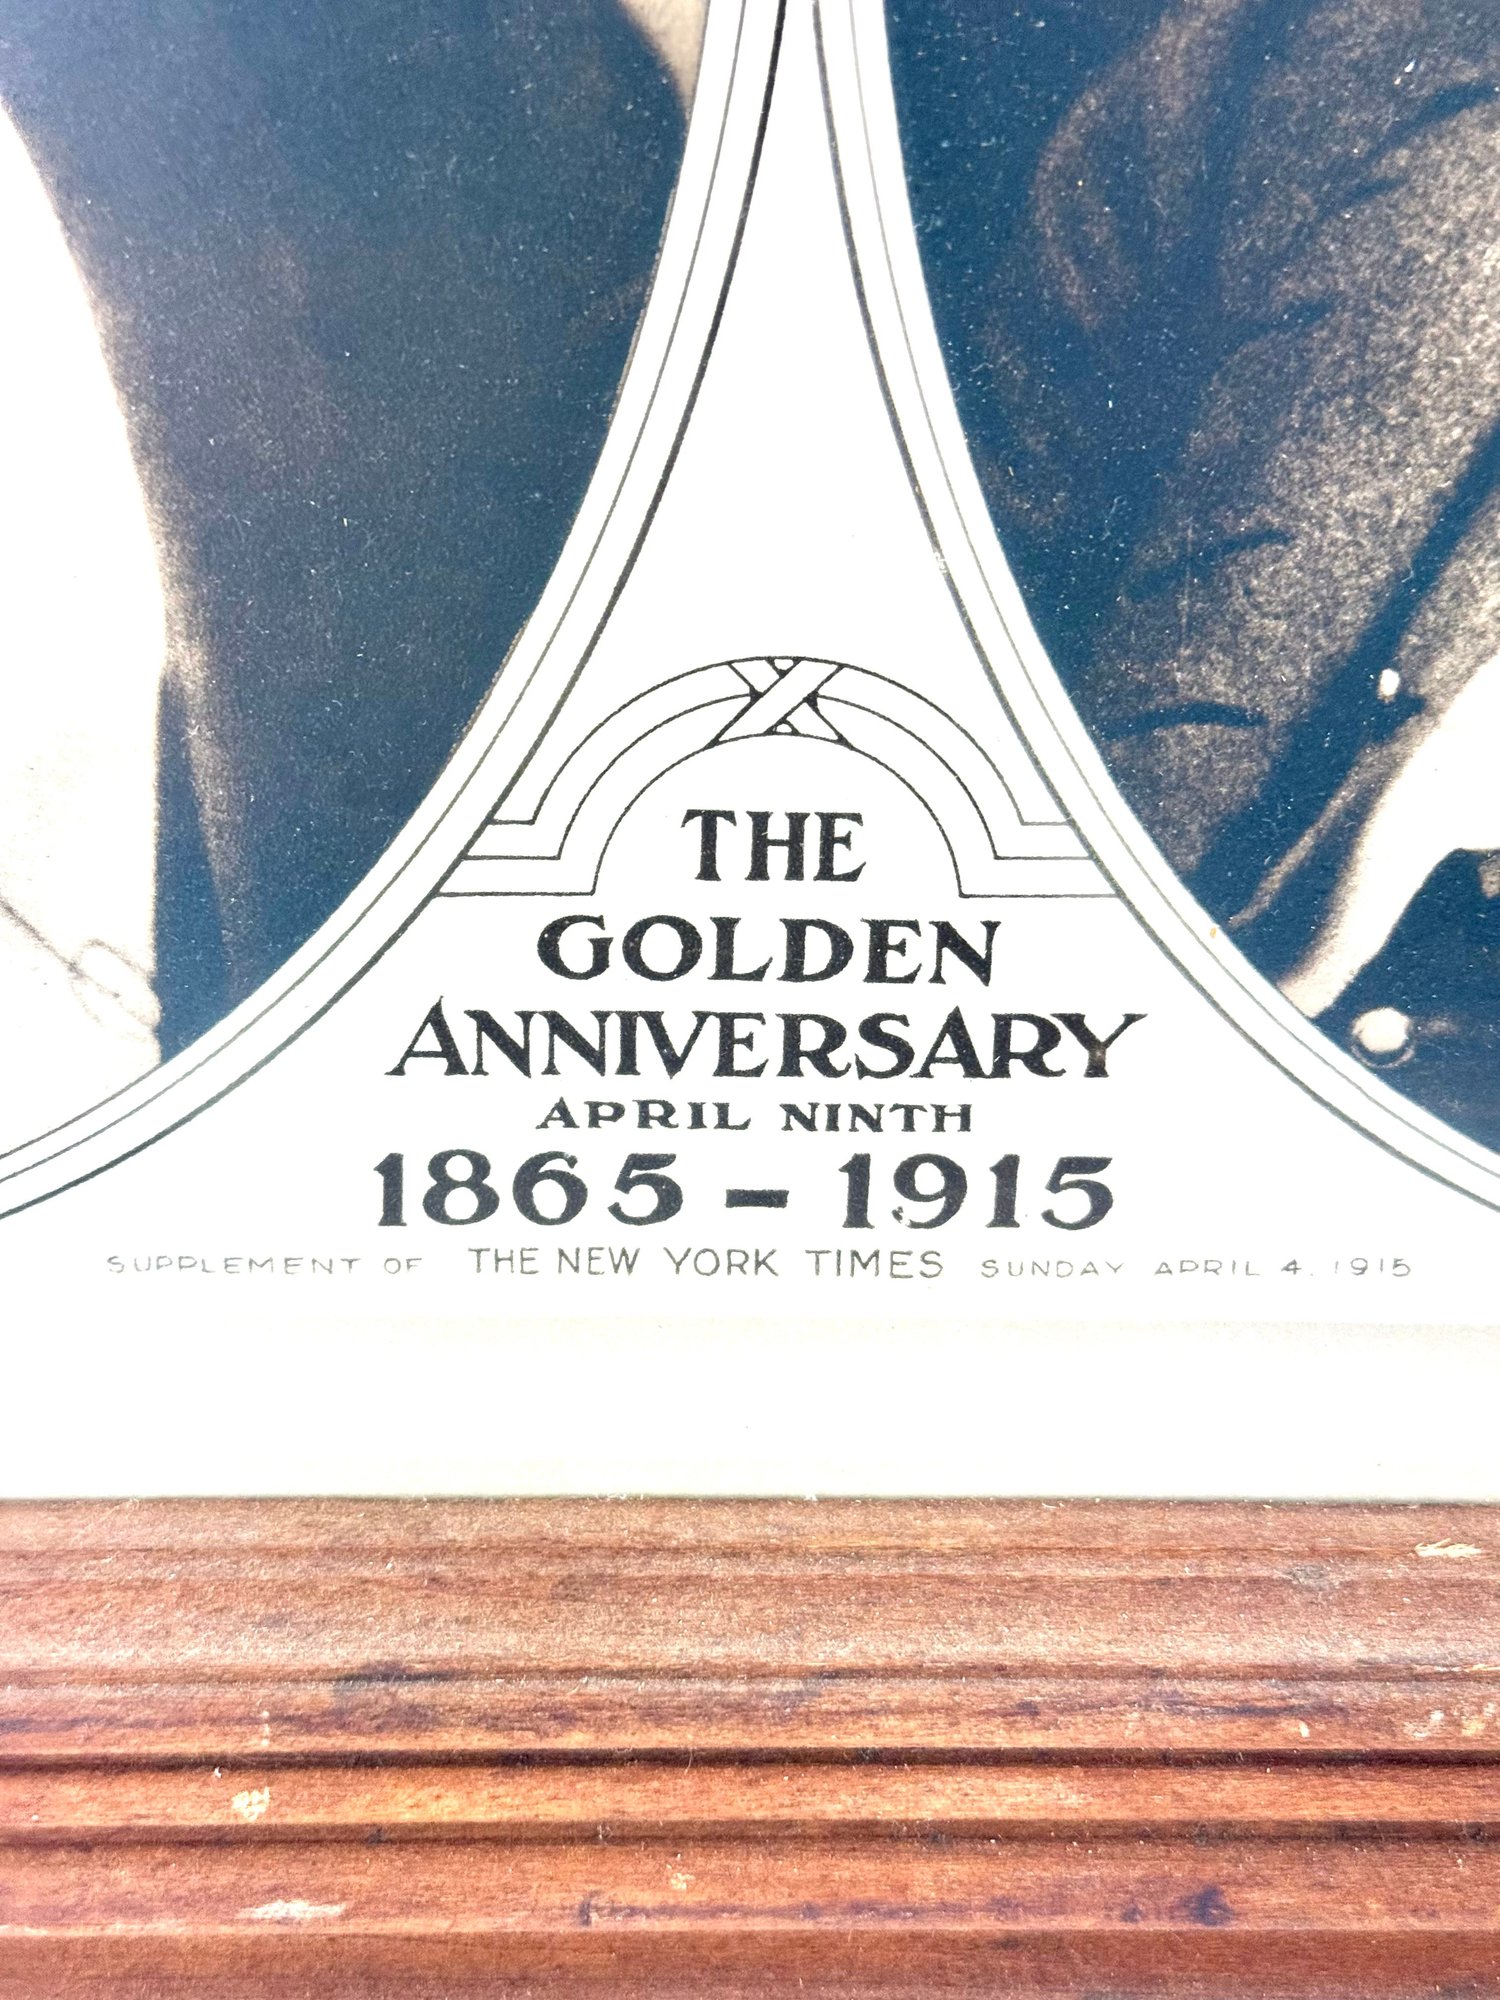 THE
GOLDEN
ANNIVERSARY
APRIL NINTH
1865 – 1915
SUPPLEMENT OF THE NEW YORK TIMES SUNDAY APRIL 4, 1915